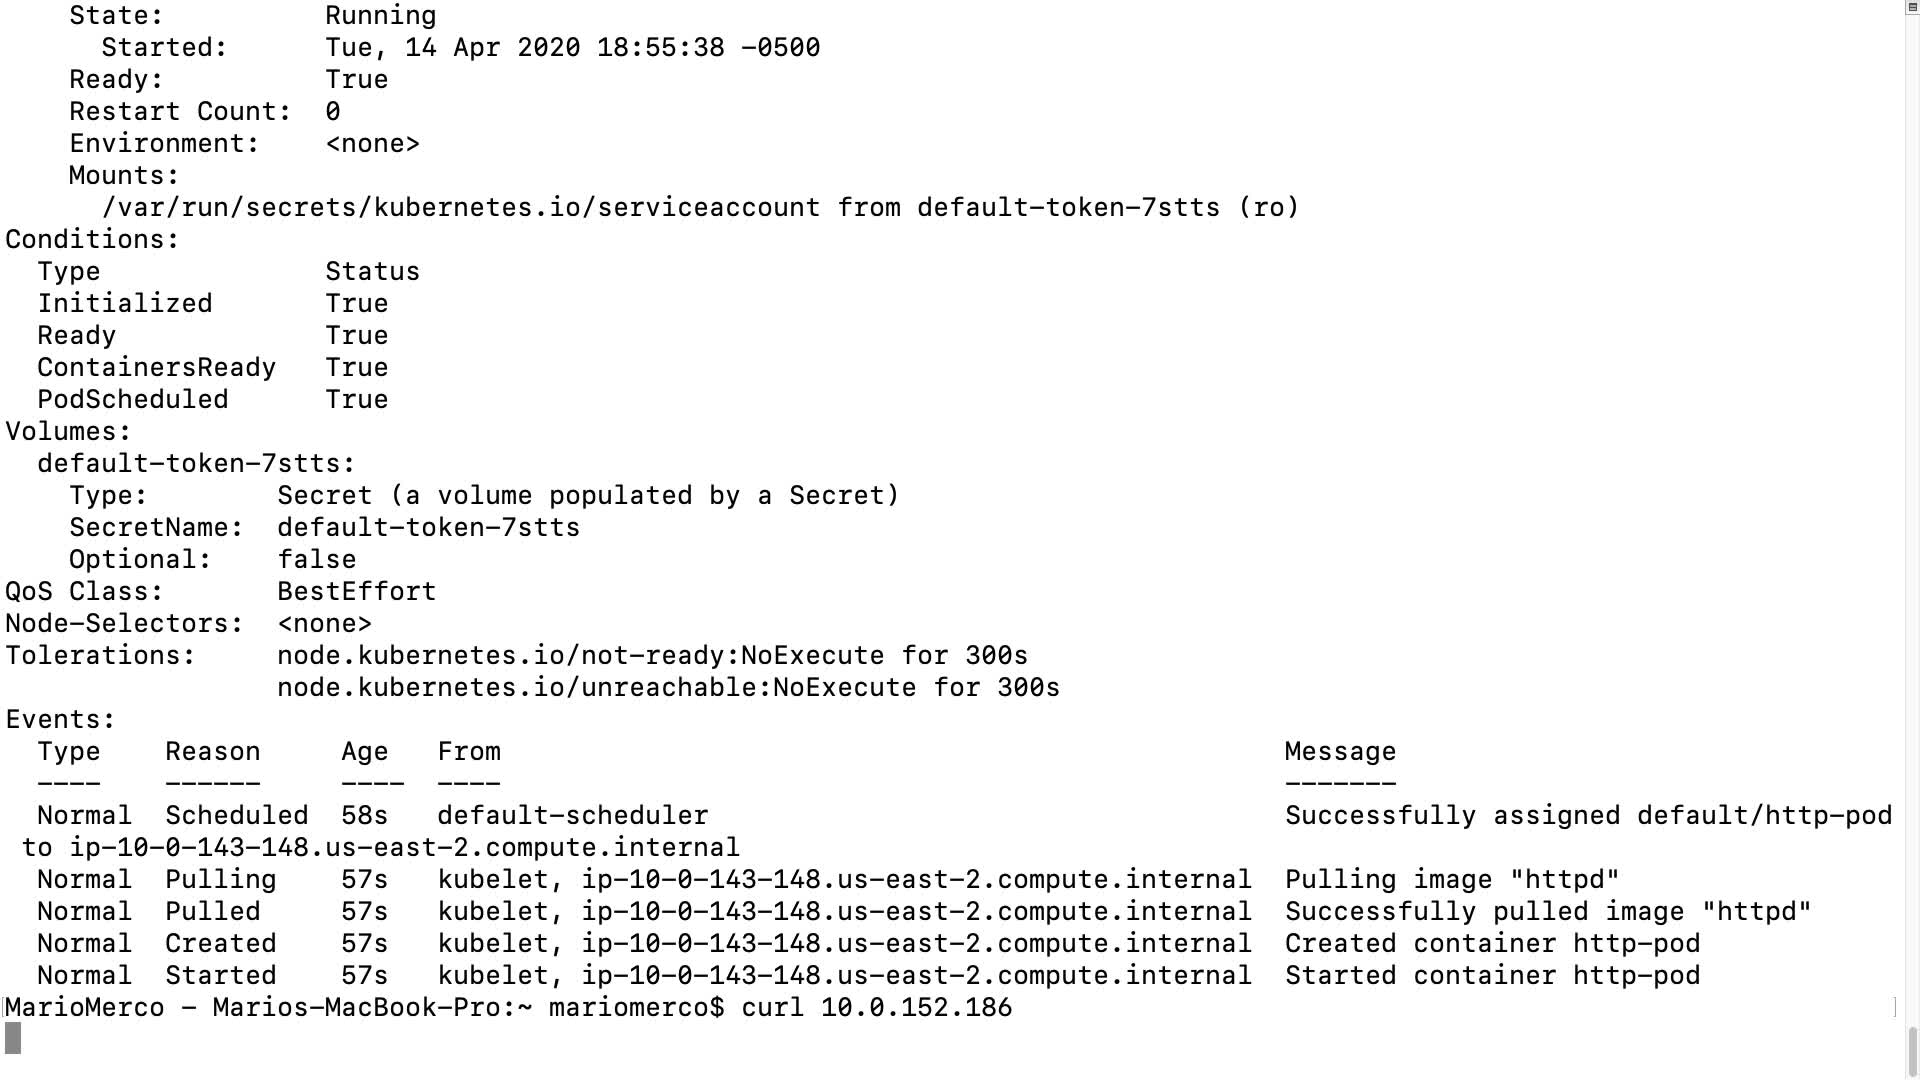 State: Running
Started: Tue, 14 Apr 2020 18:55:38 -0500
Ready: True
Restart Count: 0
Environment: <none>
Mounts:
/var/run/secrets/kubernetes.io/serviceaccount from default-token-7stts (ro)
Conditions:
Type Status
Initialized True
Ready True
ContainersReady True
PodScheduled True
Volumes:
default-token-7stts:
Type: Secret (a volume populated by a Secret)
SecretName: default-token-7stts
Optional: false
QoS Class: BestEffort
Node-Selectors: <none>
Tolerations: node.kubernetes.io/not-ready:NoExecute for 300s
node.kubernetes.io/unreachable:NoExecute for 300s
Events:
Type Reason Age From Message
---- ------ ---- ---- -------
Normal Scheduled 58s default-scheduler Successfully assigned default/http-pod
to ip-10-0-143-148.us-east-2.compute.internal
Normal Pulling 57s kubelet, ip-10-0-143-148.us-east-2.compute.internal Pulling image "httpd"
Normal Pulled 57s kubelet, ip-10-0-143-148.us-east-2.compute.internal Successfully pulled image "httpd"
Normal Created 57s kubelet, ip-10-0-143-148.us-east-2.compute.internal Created container http-pod
Normal Started 57s kubelet, ip-10-0-143-148.us-east-2.compute.internal Started container http-pod
[MarioMerco - Marios-MacBook-Pro:~ mariomerco$ curl 10.0.152.186 ]